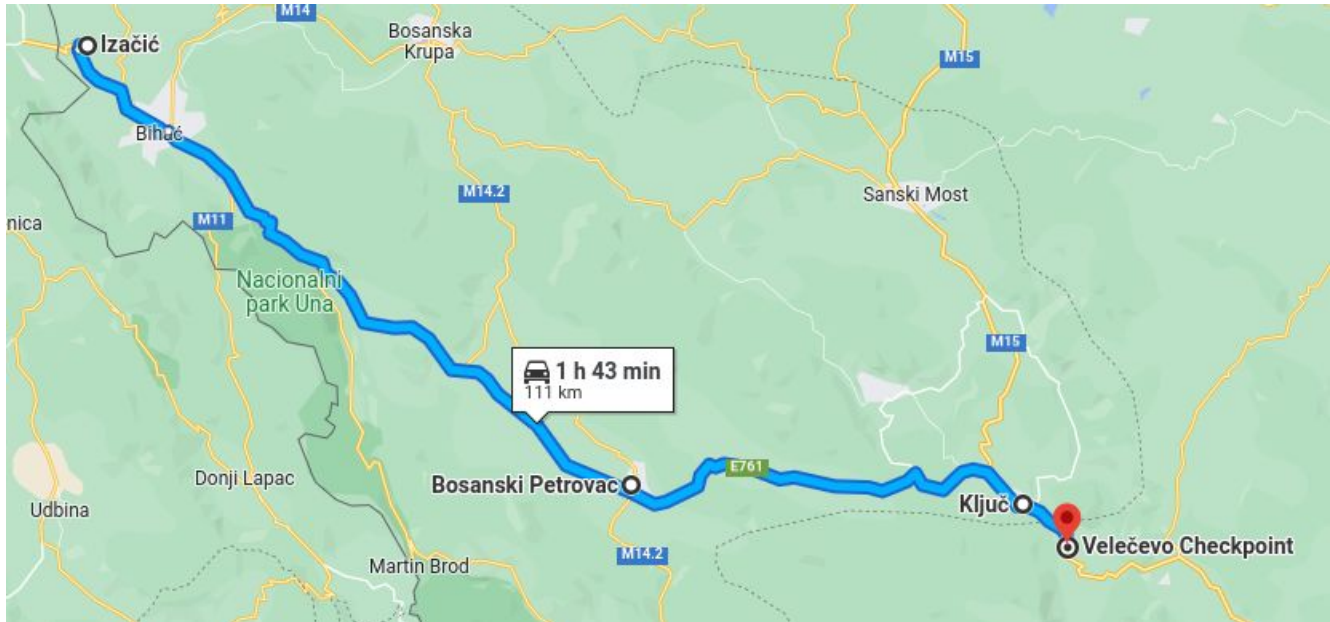 M14
Izačić
Bosanska
Krupa
M15
Bihać
M14.2
Sanski Most
M11
nica
Nacionalni
park Una
M15
1 h 43 min
111 km
E761
Donji Lapac
Bosanski Petrovac
Udbina
Ključ
Velečevo Checkpoint
M14.2
Martin Brod